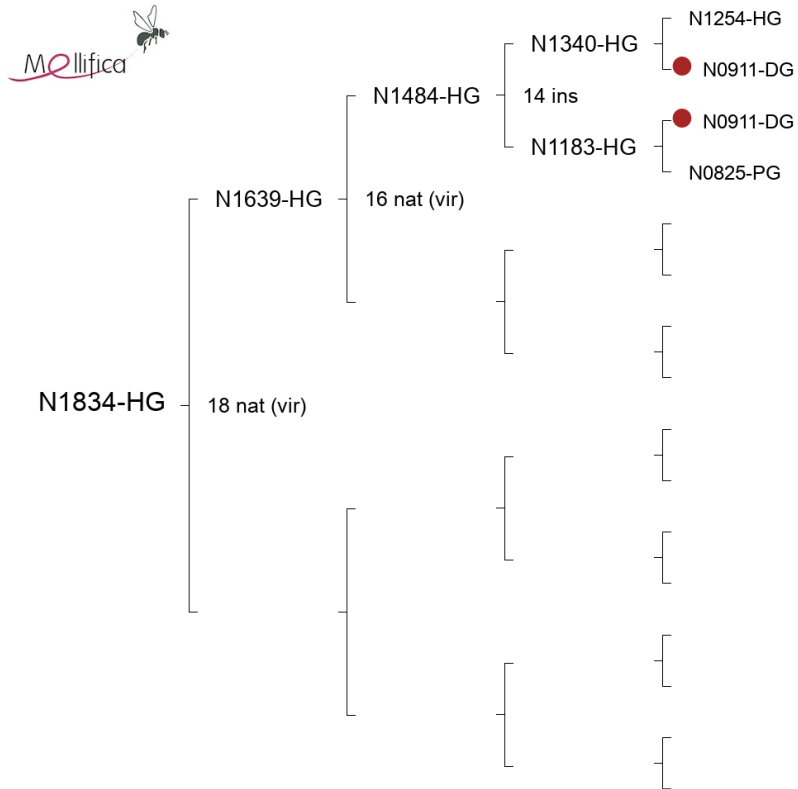 Mellifica
N1254-HG
N1340-HG
N0911-DG
N1484-HG
14 ins
N0911-DG
N1183-HG
N0825-PG
N1639-HG
16 nat (vir)
N1834-HG
18 nat (vir)